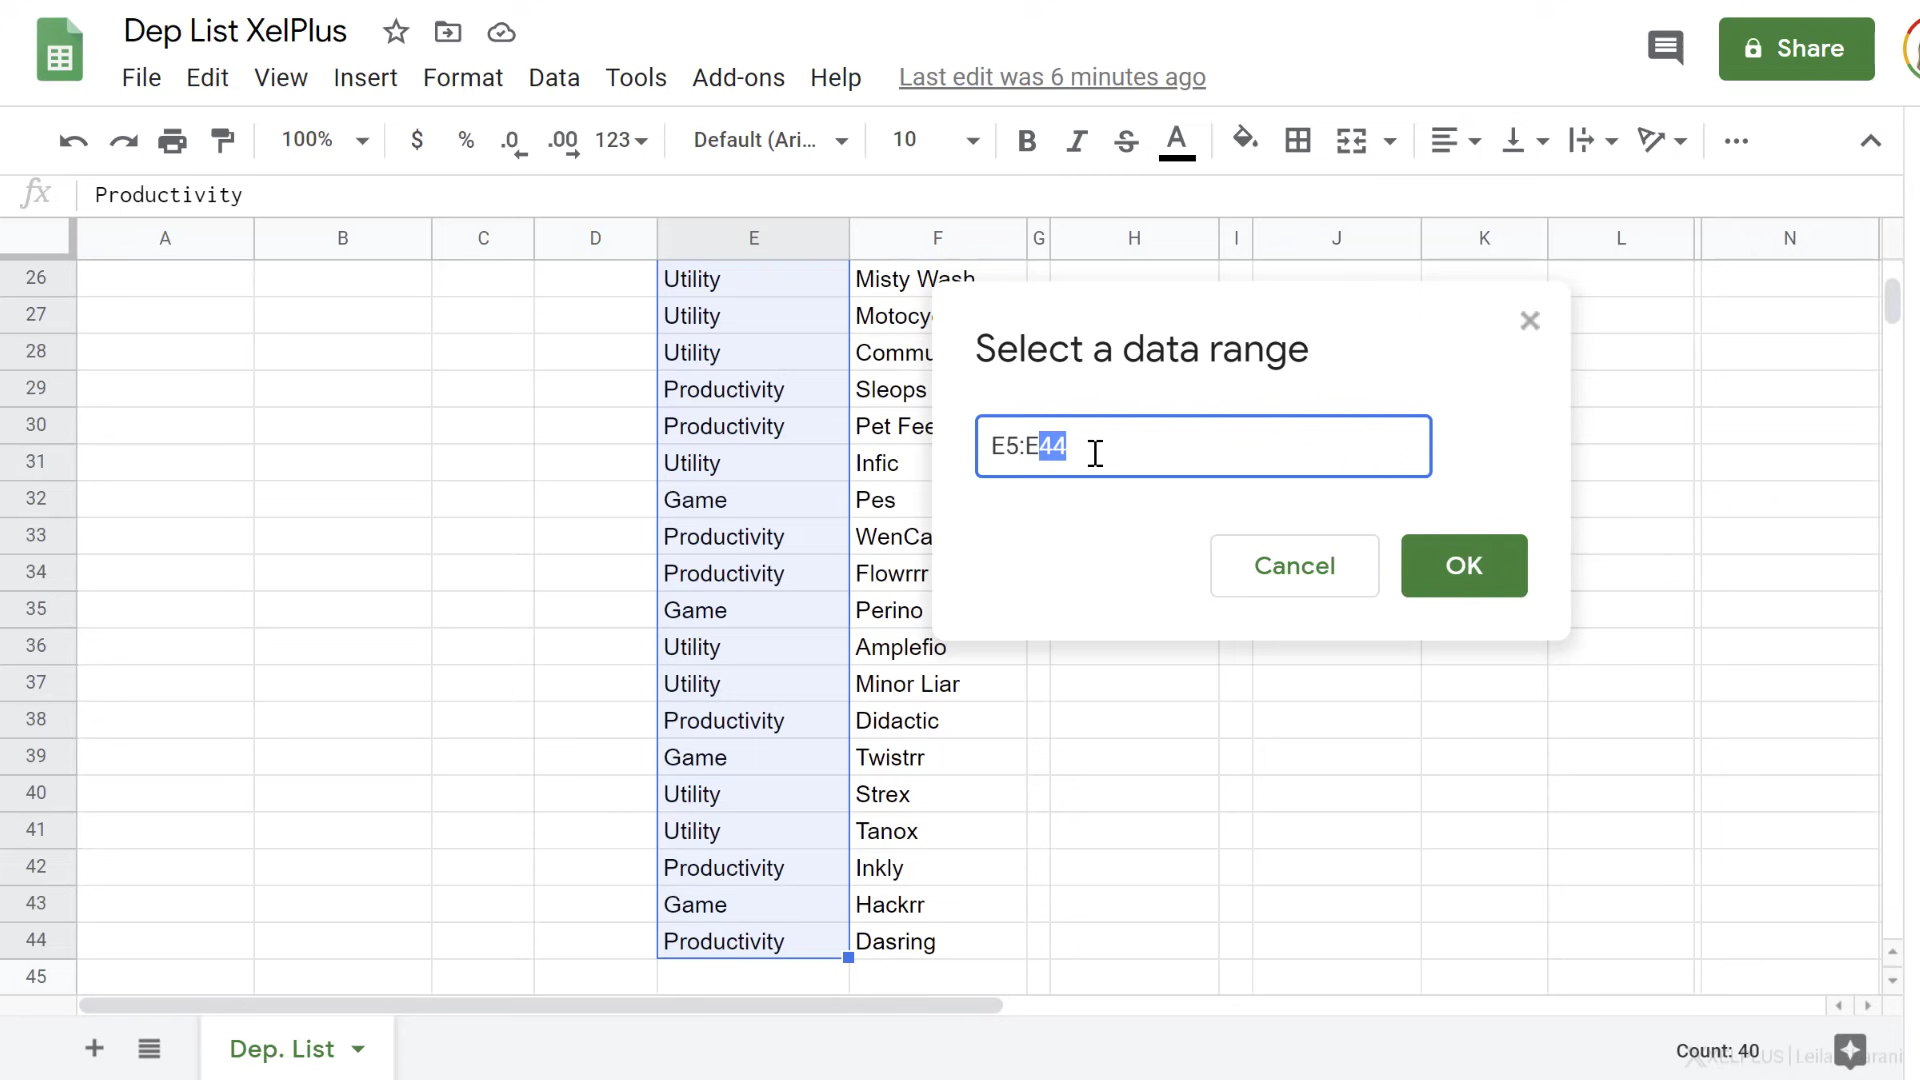 Dep List XelPlus
File Edit View Insert Format Data Tools Add-ons Help Last edit was 6 minutes ago
Share
100% $ % .0 .00 123 Default (Ari... 10 B I S A
fx Productivity
A B C D E F G H I J K L N
26 Utility Misty Wash
27 Utility Motocy
28 Utility Commu
29 Productivity Sleops
30 Productivity Pet Fee
31 Utility Infic
32 Game Pes
33 Productivity WenCa
34 Productivity Flowrrr
35 Game Perino
36 Utility Amplefio
37 Utility Minor Liar
38 Productivity Didactic
39 Game Twistrr
40 Utility Strex
41 Utility Tanox
42 Productivity Inkly
43 Game Hackrr
44 Productivity Dasring
45
Select a data range
E5:E44
Cancel OK
Dep. List
Count: 40